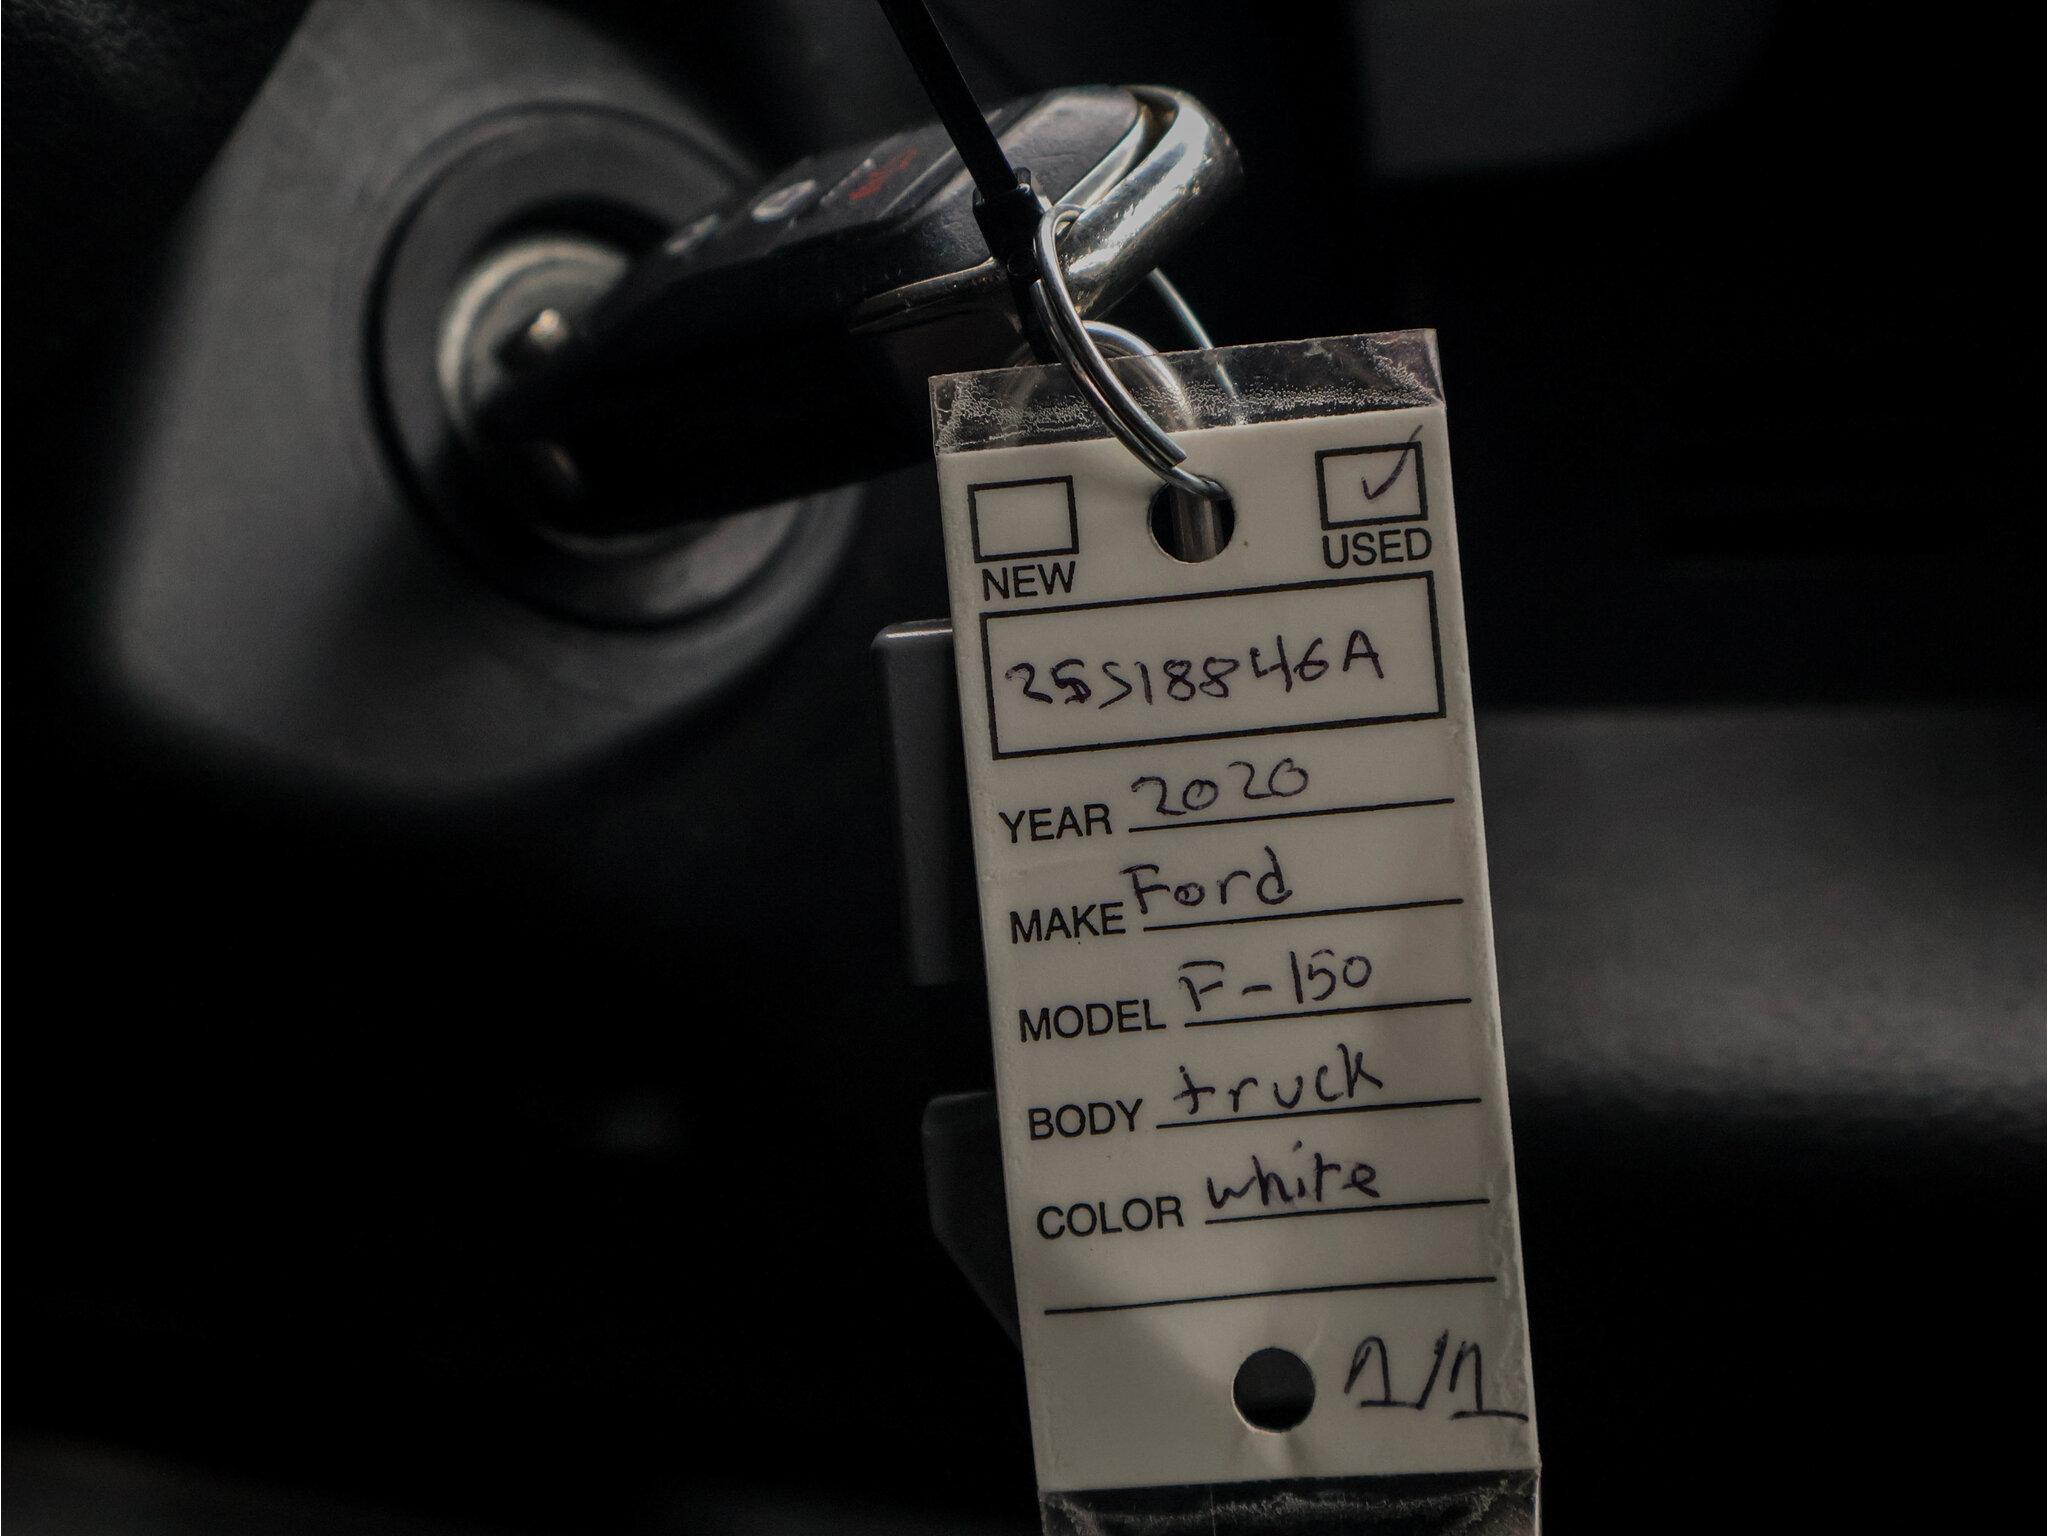 NEW USED
25S18846A
YEAR 2020
MAKE Ford
MODEL F-150
BODY truck
COLOR white
1/1